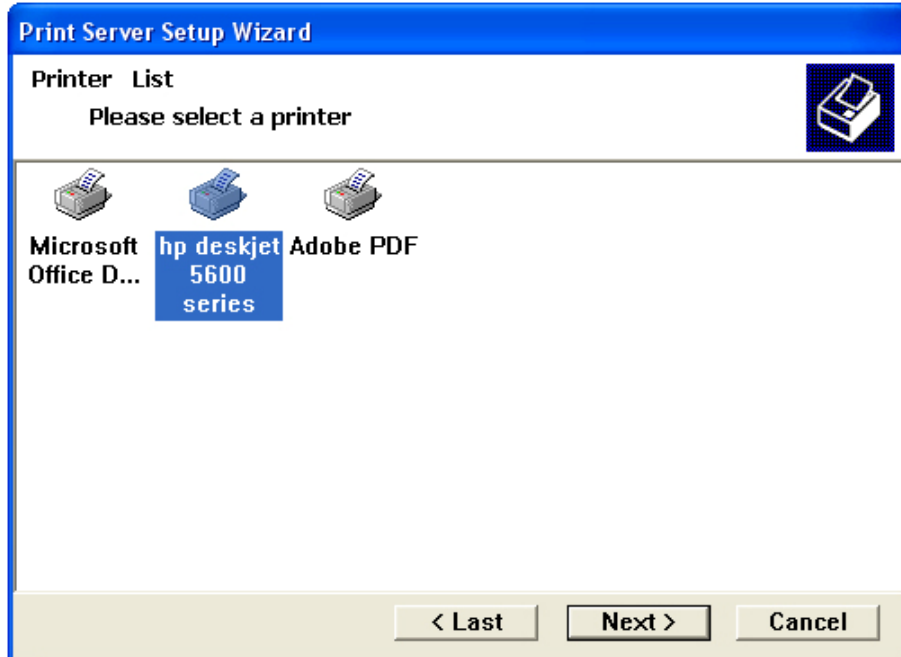 Print Server Setup Wizard
Printer List
Please select a printer
Microsoft
Office D...
hp deskjet
5600
series
Adobe PDF
< Last
Next >
Cancel